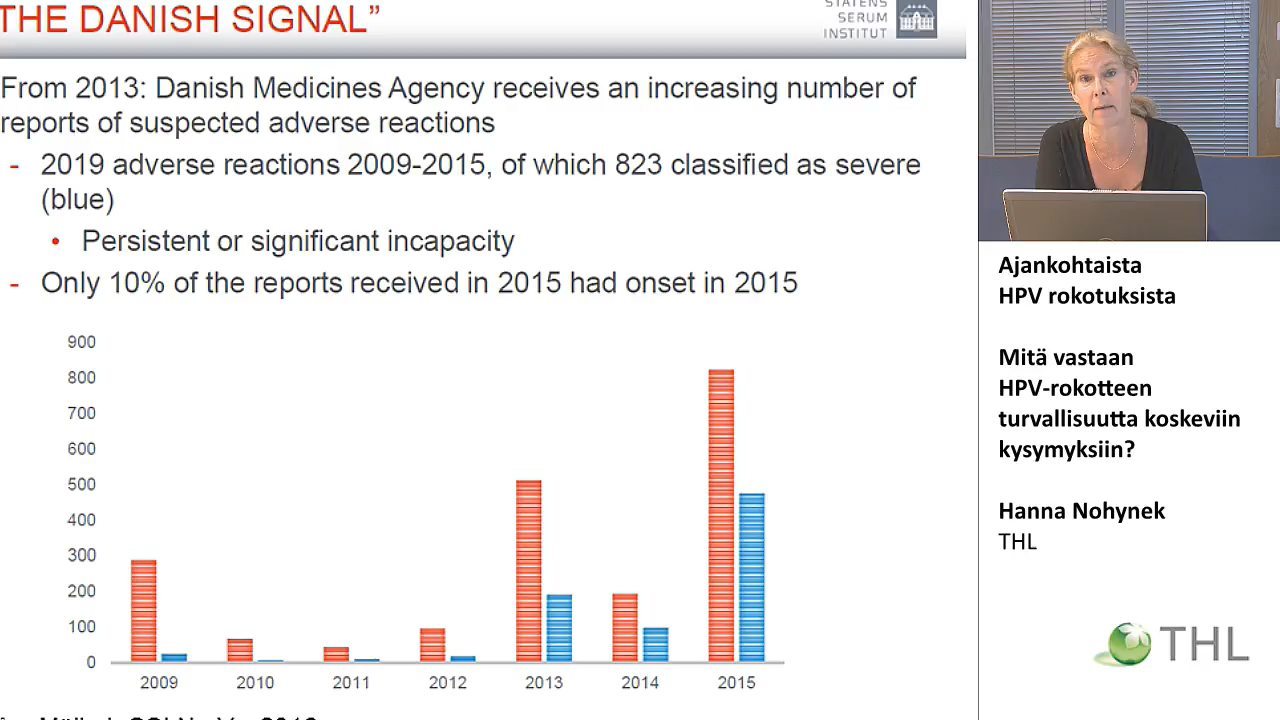 THE DANISH SIGNAL”
STATENS
SERUM
INSTITUT
From 2013: Danish Medicines Agency receives an increasing number of
reports of suspected adverse reactions
- 2019 adverse reactions 2009-2015, of which 823 classified as severe
(blue)
• Persistent or significant incapacity
- Only 10% of the reports received in 2015 had onset in 2015
900
800
700
600
500
400
300
200
100
0
2009 2010 2011 2012 2013 2014 2015
Ajankohtaista
HPV rokotuksista
Mitä vastaan
HPV-rokotteen
turvallisuutta koskeviin
kysymyksiin?
Hanna Nohynek
THL
THL